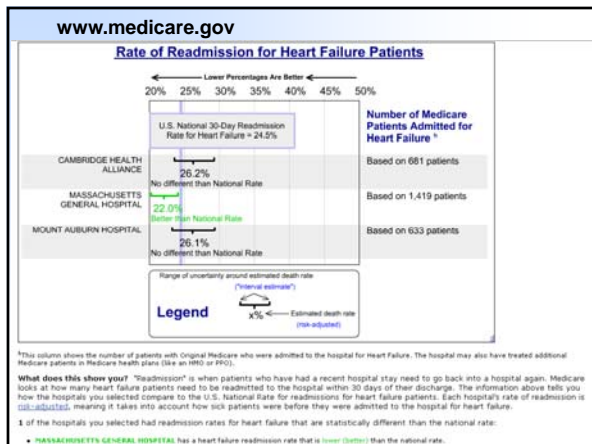 www.medicare.gov
Rate of Readmission for Heart Failure Patients
Lower Percentages Are Better
20% 25% 30% 35% 40% 45% 50%
U.S. National 30-Day Readmission
Rate for Heart Failure = 24.5%
Number of Medicare
Patients Admitted for
Heart Failure b
CAMBRIDGE HEALTH
ALLIANCE
26.2%
No different than National Rate
Based on 681 patients
MASSACHUSETTS
GENERAL HOSPITAL
22.0%
Better than National Rate
Based on 1,419 patients
MOUNT AUBURN HOSPITAL
26.1%
No different than National Rate
Based on 633 patients
Range of uncertainty around estimated death rate
("interval estimate")
Legend
x%
Estimated death rate
(risk-adjusted)
bThis column shows the number of patients with Original Medicare who were admitted to the hospital for Heart Failure. The hospital may also have treated additional
Medicare patients in Medicare health plans (like an HMO or PPO).
What does this show you? "Readmission" is when patients who have had a recent hospital stay need to go back into a hospital again. Medicare
looks at how many heart failure patients need to be readmitted to the hospital within 30 days of their discharge. The information above tells you
how the hospitals you selected compare to the U.S. National Rate for readmissions for heart failure patients. Each hospital's rate of readmission is
risk-adjusted, meaning it takes into account how sick patients were before they were admitted to the hospital for heart failure.
1 of the hospitals you selected had readmission rates for heart failure that are statistically different than the national rate:
• MASSACHUSETTS GENERAL HOSPITAL has a heart failure readmission rate that is lower (better) than the national rate.